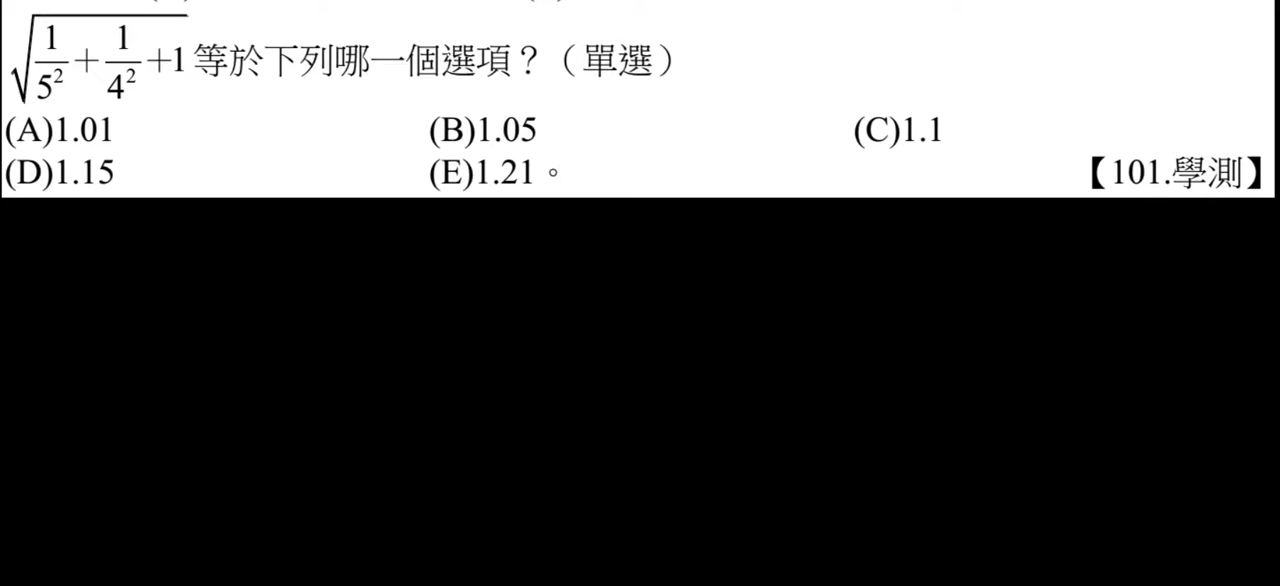 √(1/5² + 1/4² + 1) 等於下列哪一個選項？（單選）
(A)1.01 (B)1.05 (C)1.1
(D)1.15 (E)1.21。 【101.學測】